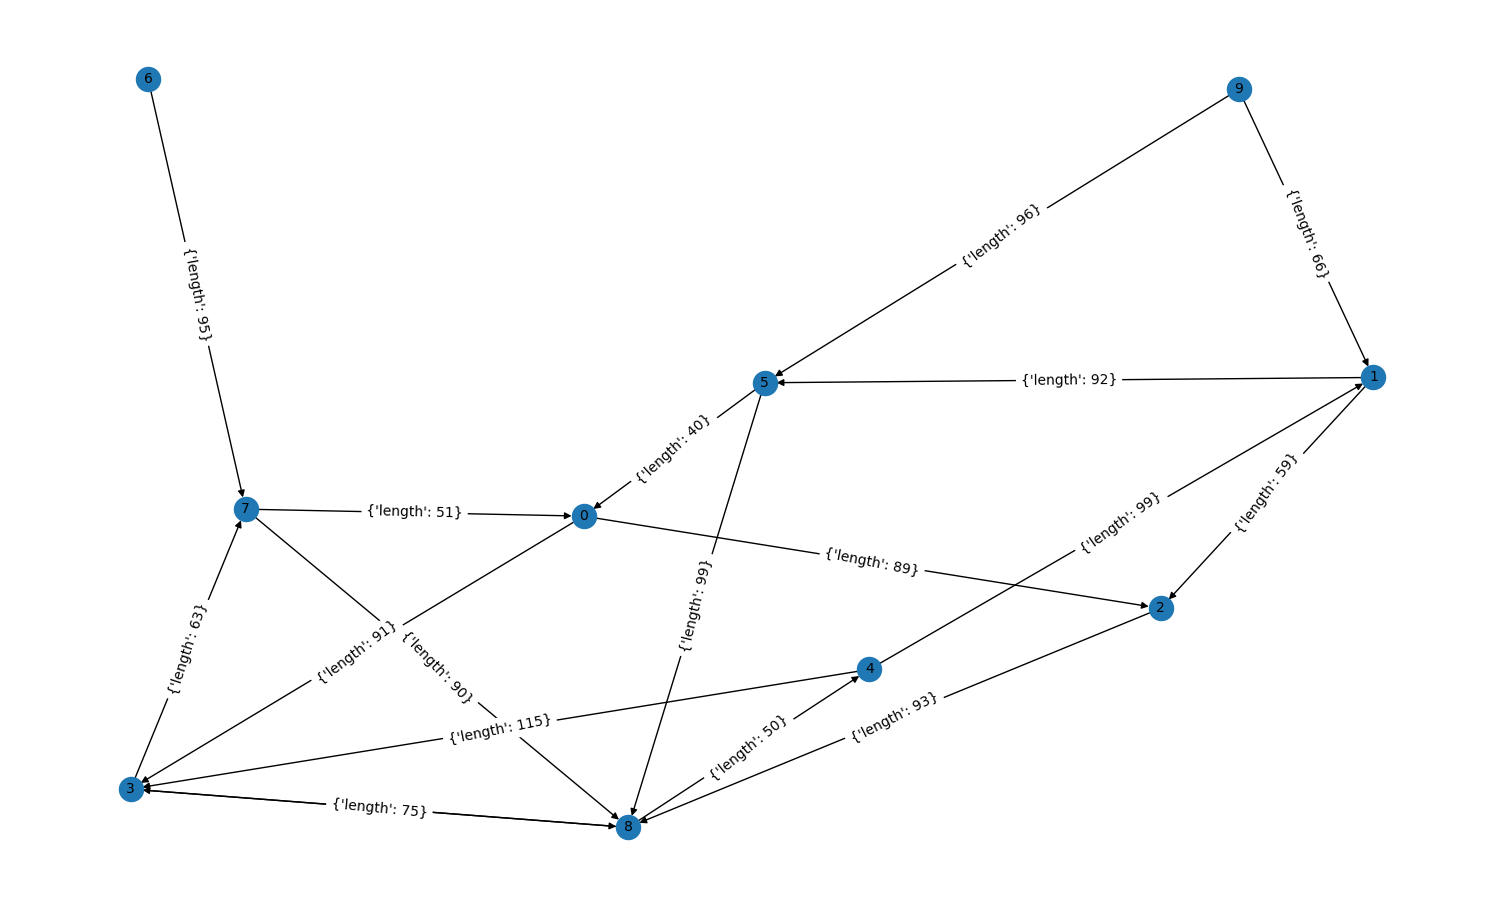 6
9
{'length': 96}
{'length': 66}
{'length': 95}
5
{'length': 92}
1
{'length': 40}
{'length': 59}
7
{'length': 51}
0
{'length': 99}
{'length': 89}
{'length': 99}
2
{'length': 63}
{'length': 91}
{'length': 90}
4
{'length': 93}
{'length': 115}
{'length': 50}
3
{'length': 75}
8